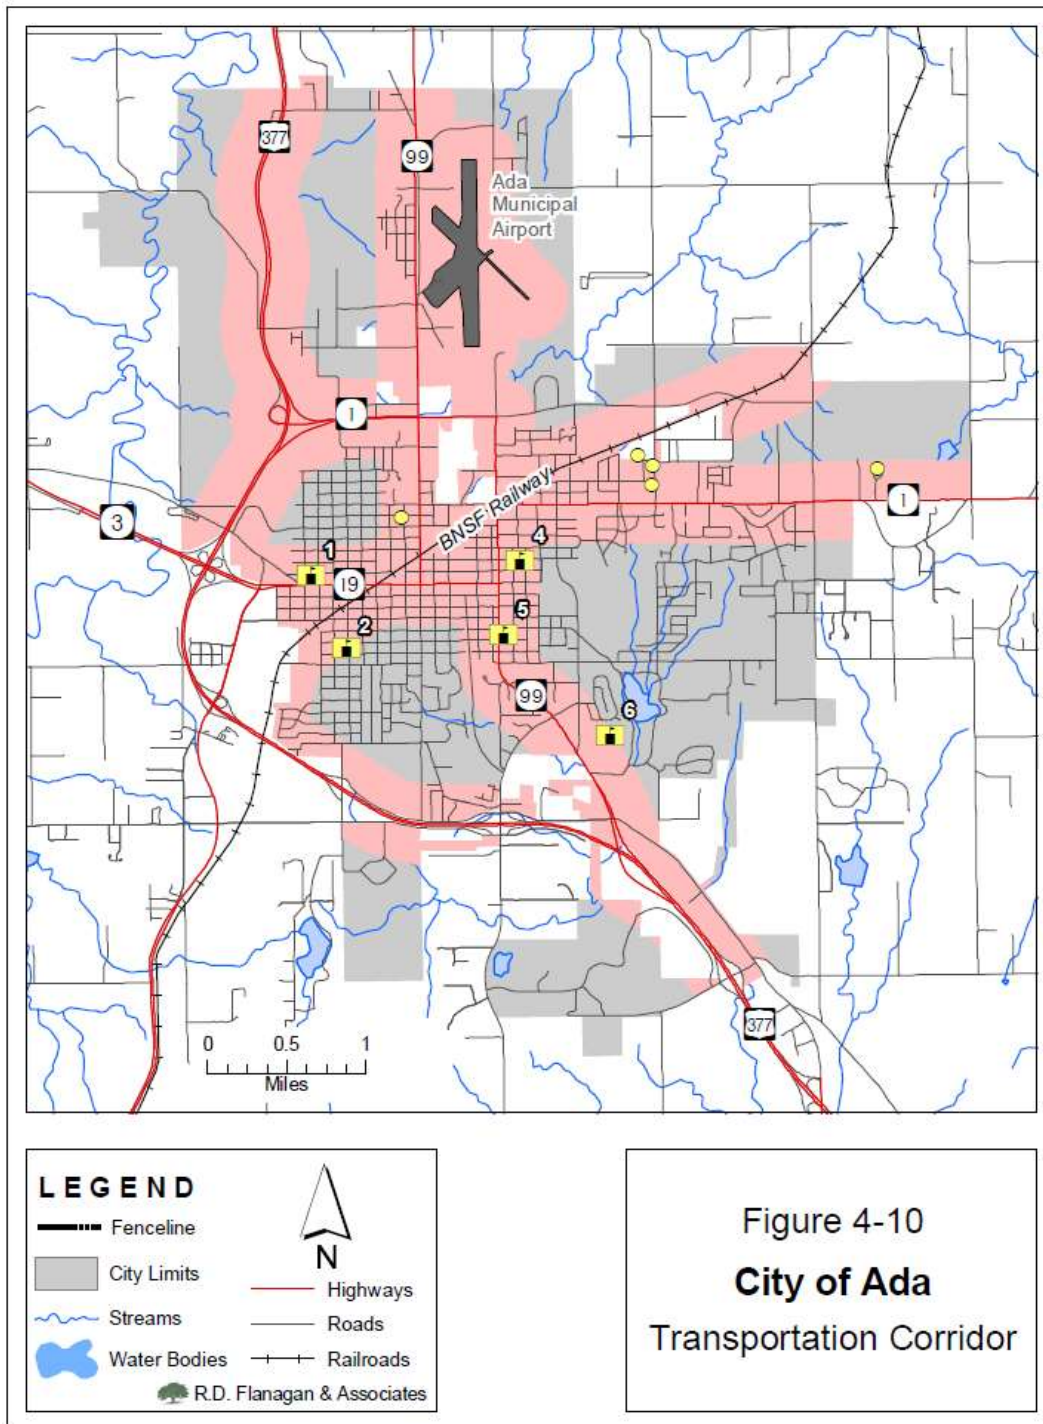 377
99
Ada
Municipal
Airport
1
BNSF Railway
1
3
1
4
19
5
2
99
6
377
0 0.5 1
Miles
LEGEND
Fenceline
City Limits
Streams
Water Bodies
N
Highways
Roads
Railroads
R.D. Flanagan & Associates
Figure 4-10
City of Ada
Transportation Corridor